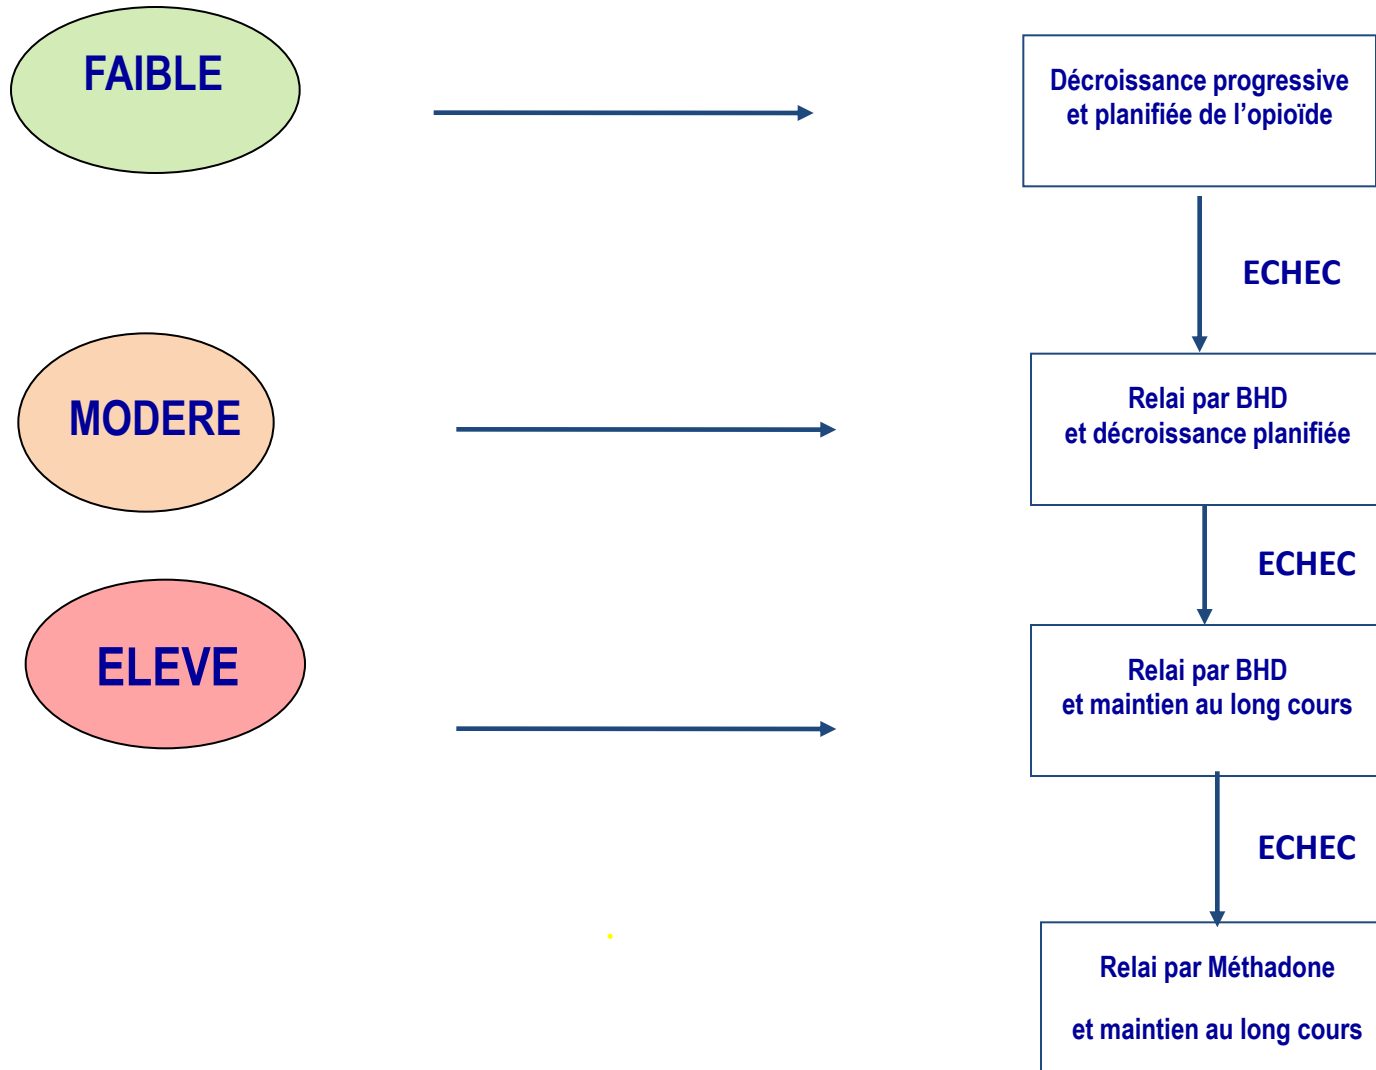 FAIBLE
Décroissance progressive
et planifiée de l’opioïde
ECHEC
MODERE
Relai par BHD
et décroissance planifiée
ECHEC
ELEVE
Relai par BHD
et maintien au long cours
ECHEC
Relai par Méthadone
et maintien au long cours